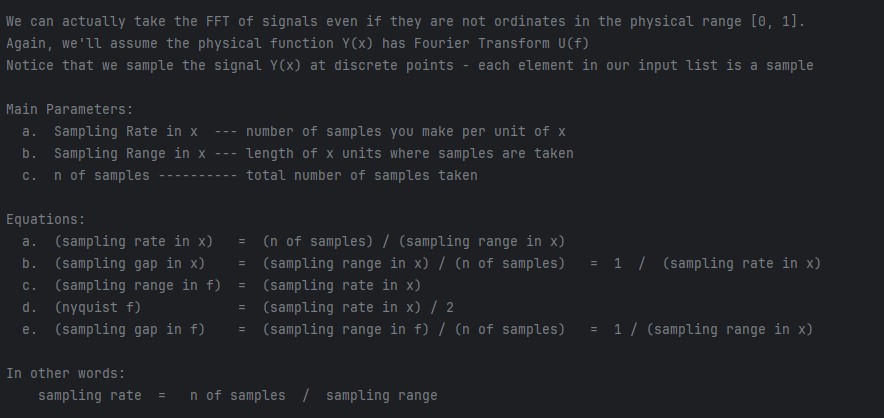 We can actually take the FFT of signals even if they are not ordinates in the physical range [0, 1].
Again, we'll assume the physical function Y(x) has Fourier Transform U(f)
Notice that we sample the signal Y(x) at discrete points - each element in our input list is a sample

Main Parameters:
  a.  Sampling Rate in x  --- number of samples you make per unit of x
  b.  Sampling Range in x --- length of x units where samples are taken
  c.  n of samples ---------- total number of samples taken

Equations:
  a.  (sampling rate in x)   =  (n of samples) / (sampling range in x)
  b.  (sampling gap in x)    =  (sampling range in x) / (n of samples)   =  1  /  (sampling rate in x)
  c.  (sampling range in f)  =  (sampling rate in x)
  d.  (nyquist f)            =  (sampling rate in x) / 2
  e.  (sampling gap in f)    =  (sampling range in f) / (n of samples)   =  1 / (sampling range in x)

In other words:
    sampling rate  =   n of samples  /  sampling range